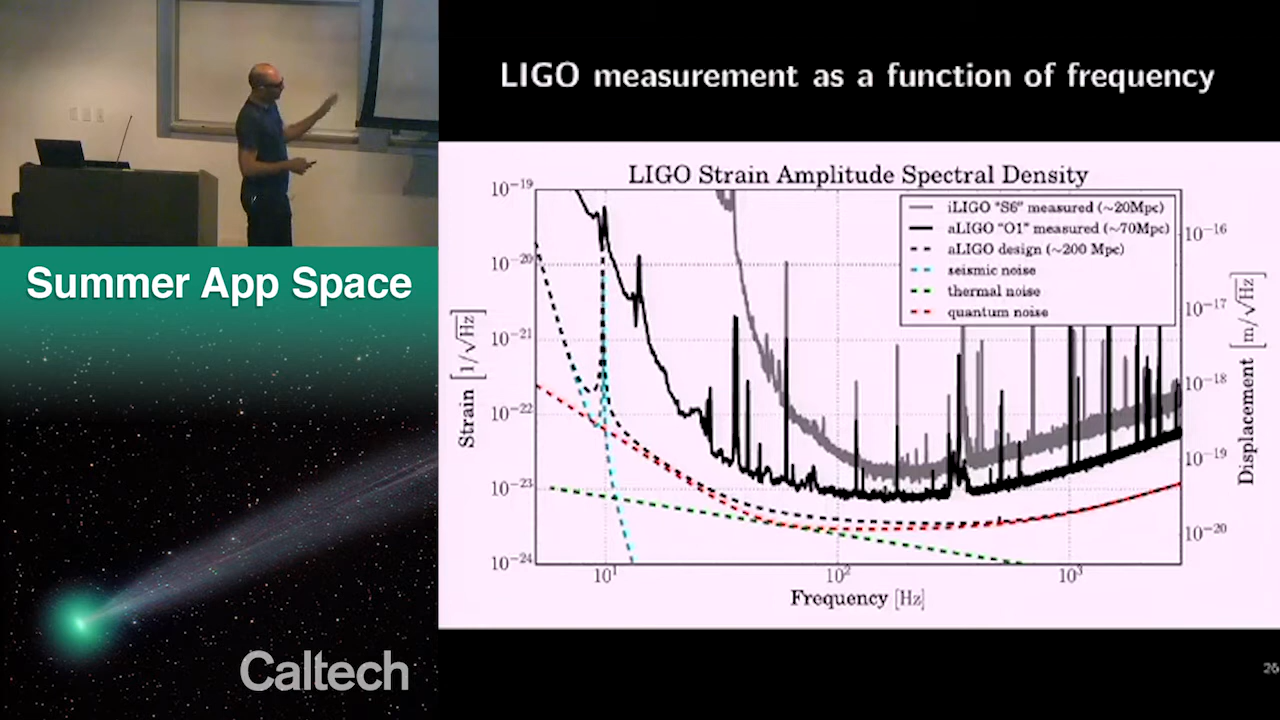 LIGO measurement as a function of frequency
LIGO Strain Amplitude Spectral Density
iLIGO "S6" measured (~20Mpc)
aLIGO "O1" measured (~70Mpc)
aLIGO design (~200 Mpc)
seismic noise
thermal noise
quantum noise
10⁻¹⁹
10⁻²⁰
10⁻²¹
10⁻²²
10⁻²³
10⁻²⁴
Strain [1/√Hz]
10⁻¹⁶
10⁻¹⁷
10⁻¹⁸
10⁻¹⁹
10⁻²⁰
Displacement [m/√Hz]
10¹ 10² 10³
Frequency [Hz]
Summer App Space
Caltech